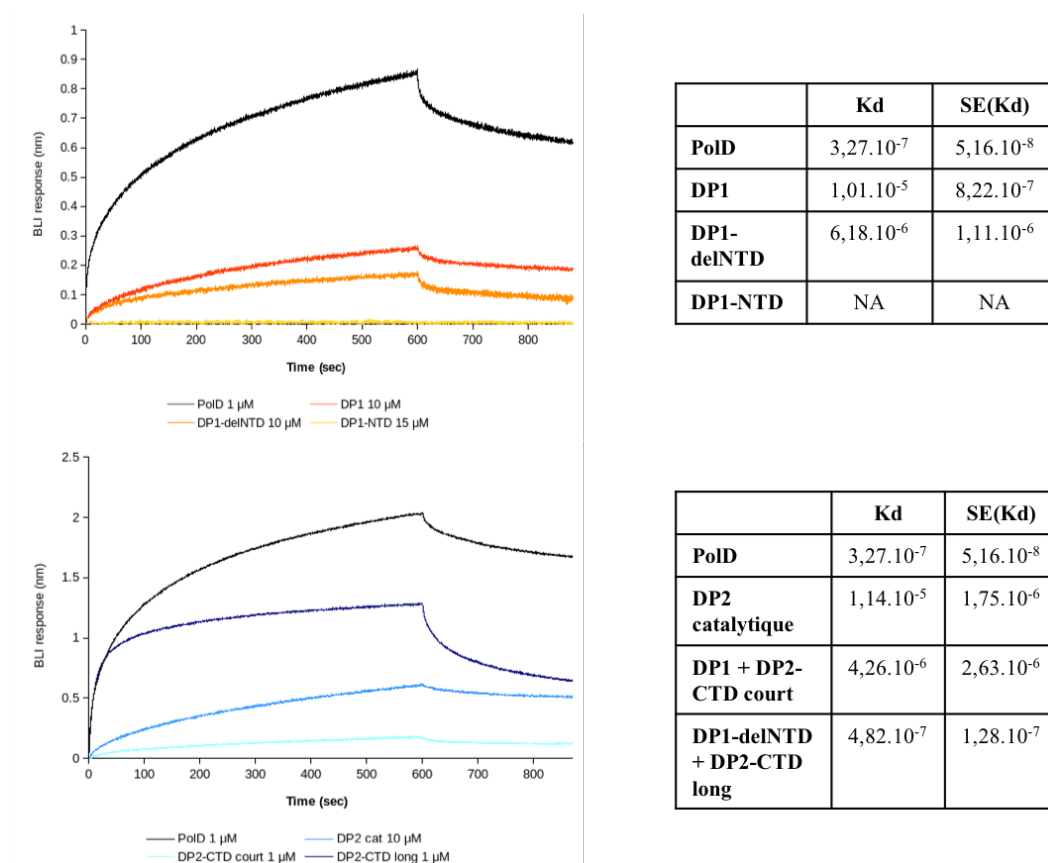 1
0.9
0.8
0.7
0.6
0.5
0.4
0.3
0.2
0.1
0
BLI response (nm)
0 100 200 300 400 500 600 700 800
Time (sec)
PolD 1 µM DP1 10 µM
DP1-delNTD 10 µM DP1-NTD 15 µM
Kd SE(Kd)
PolD 3,27.10⁻⁷ 5,16.10⁻⁸
DP1 1,01.10⁻⁵ 8,22.10⁻⁷
DP1-
delNTD 6,18.10⁻⁶ 1,11.10⁻⁶
DP1-NTD NA NA
2.5
2
1.5
1
0.5
0
BLI response (nm)
0 100 200 300 400 500 600 700 800
Time (sec)
PolD 1 µM DP2 cat 10 µM
DP2-CTD court 1 µM DP2-CTD long 1 µM
Kd SE(Kd)
PolD 3,27.10⁻⁷ 5,16.10⁻⁸
DP2
catalytique 1,14.10⁻⁵ 1,75.10⁻⁶
DP1 + DP2-
CTD court 4,26.10⁻⁶ 2,63.10⁻⁶
DP1-delNTD
+ DP2-CTD
long 4,82.10⁻⁷ 1,28.10⁻⁷